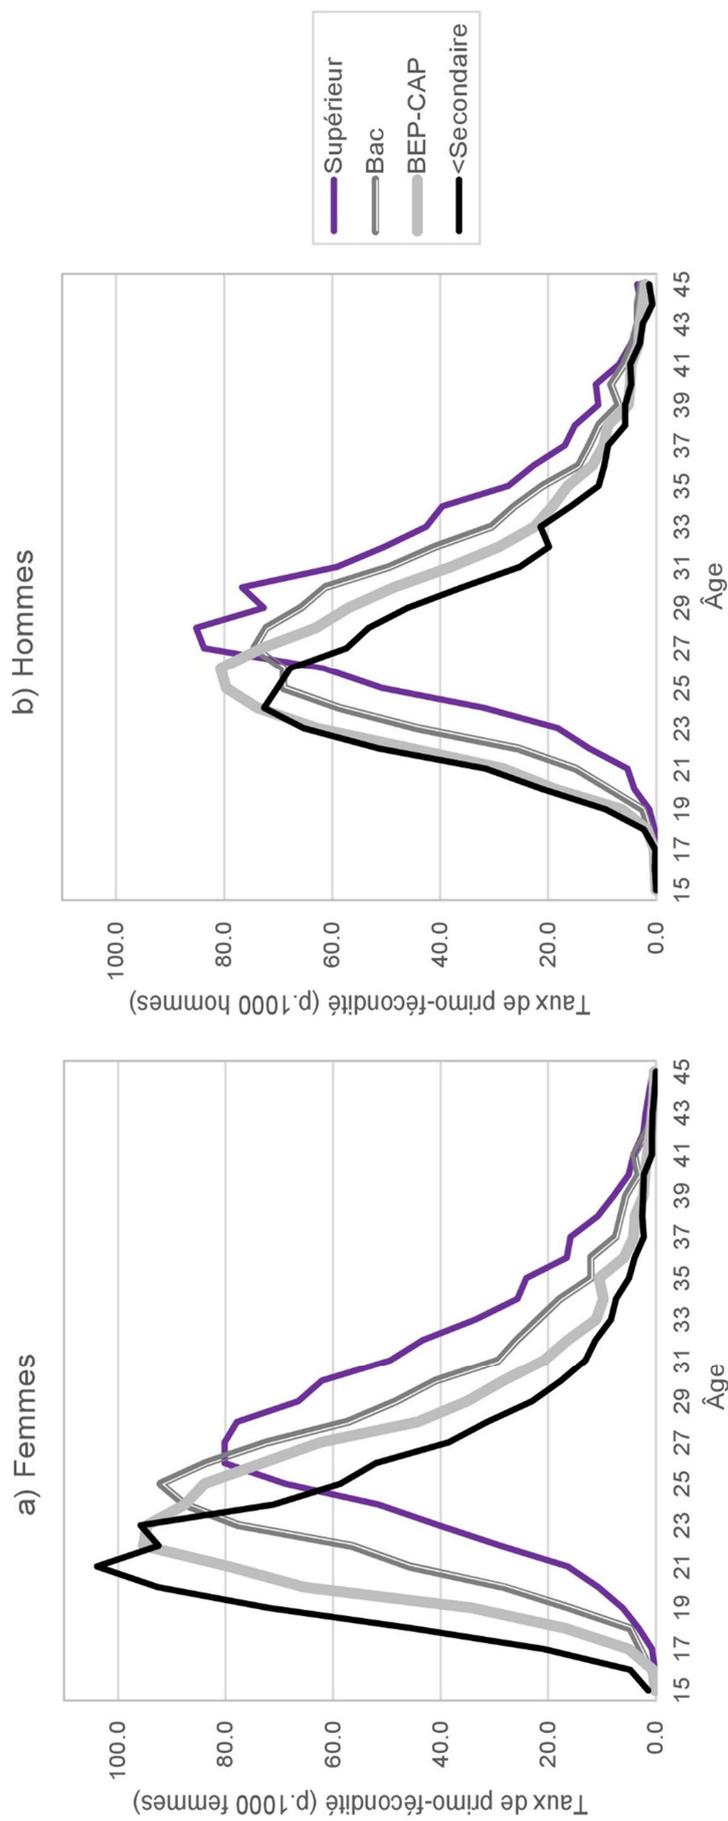 a) Femmes
Taux de primo-fécondité (p.1000 femmes)
100.0
80.0
60.0
40.0
20.0
0.0
15 17 19 21 23 25 27 29 31 33 35 37 39 41 43 45
Âge
b) Hommes
Taux de primo-fécondité (p.1000 hommes)
100.0
80.0
60.0
40.0
20.0
0.0
15 17 19 21 23 25 27 29 31 33 35 37 39 41 43 45
Âge
Supérieur
Bac
BEP-CAP
<Secondaire